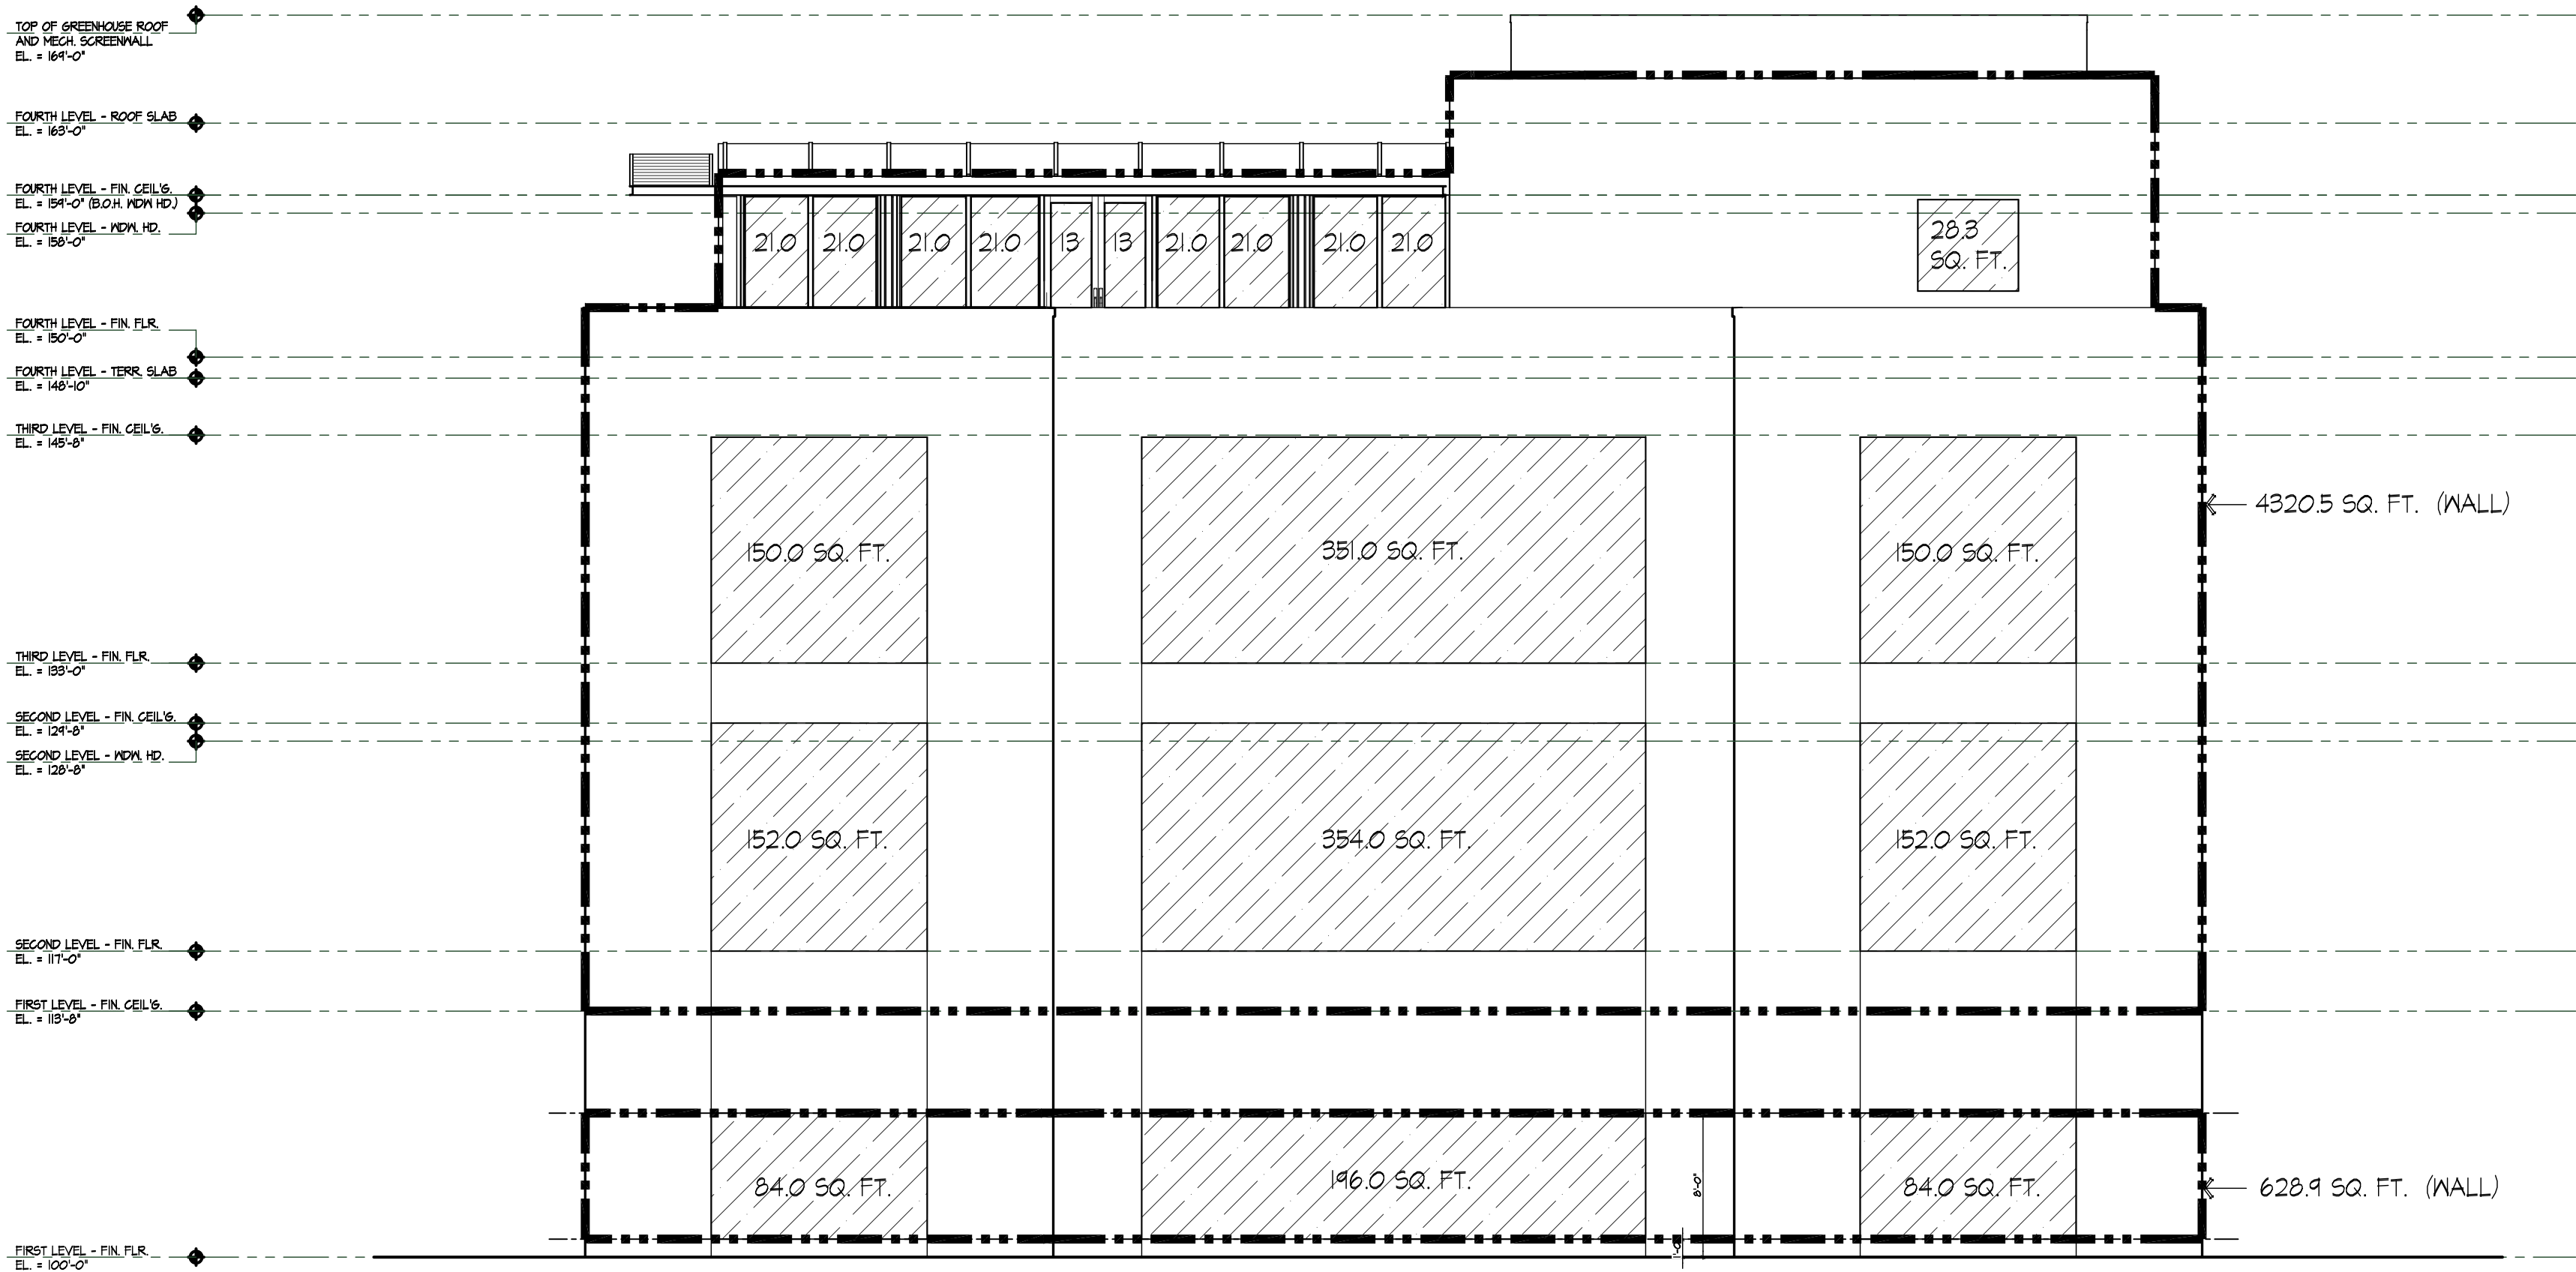 TOP OF GREENHOUSE ROOF
AND MECH. SCREENWALL
EL. = 169'-0"
FOURTH LEVEL - ROOF SLAB
EL. = 163'-0"
FOURTH LEVEL - FIN. CEIL'G.
EL. = 159'-0" (B.O.H. WDW HD.)
FOURTH LEVEL - WDW. HD.
EL. = 158'-0"
21.0 21.0 21.0 21.0 13 13 21.0 21.0 21.0 21.0
28.3
SQ. FT.
FOURTH LEVEL - FIN. FLR.
EL. = 150'-0"
FOURTH LEVEL - TERR. SLAB
EL. = 148'-10"
THIRD LEVEL - FIN. CEIL'G.
EL. = 145'-8"
4320.5 SQ. FT. (WALL)
150.0 SQ. FT. 351.0 SQ. FT. 150.0 SQ. FT.
THIRD LEVEL - FIN. FLR.
EL. = 133'-0"
SECOND LEVEL - FIN. CEIL'G.
EL. = 129'-8"
SECOND LEVEL - WDW. HD.
EL. = 128'-8"
152.0 SQ. FT. 354.0 SQ. FT. 152.0 SQ. FT.
SECOND LEVEL - FIN. FLR.
EL. = 117'-0"
FIRST LEVEL - FIN. CEIL'G.
EL. = 113'-8"
84.0 SQ. FT. 196.0 SQ. FT. 8'-0" 84.0 SQ. FT. 628.9 SQ. FT. (WALL)
FIRST LEVEL - FIN. FLR.
EL. = 100'-0"